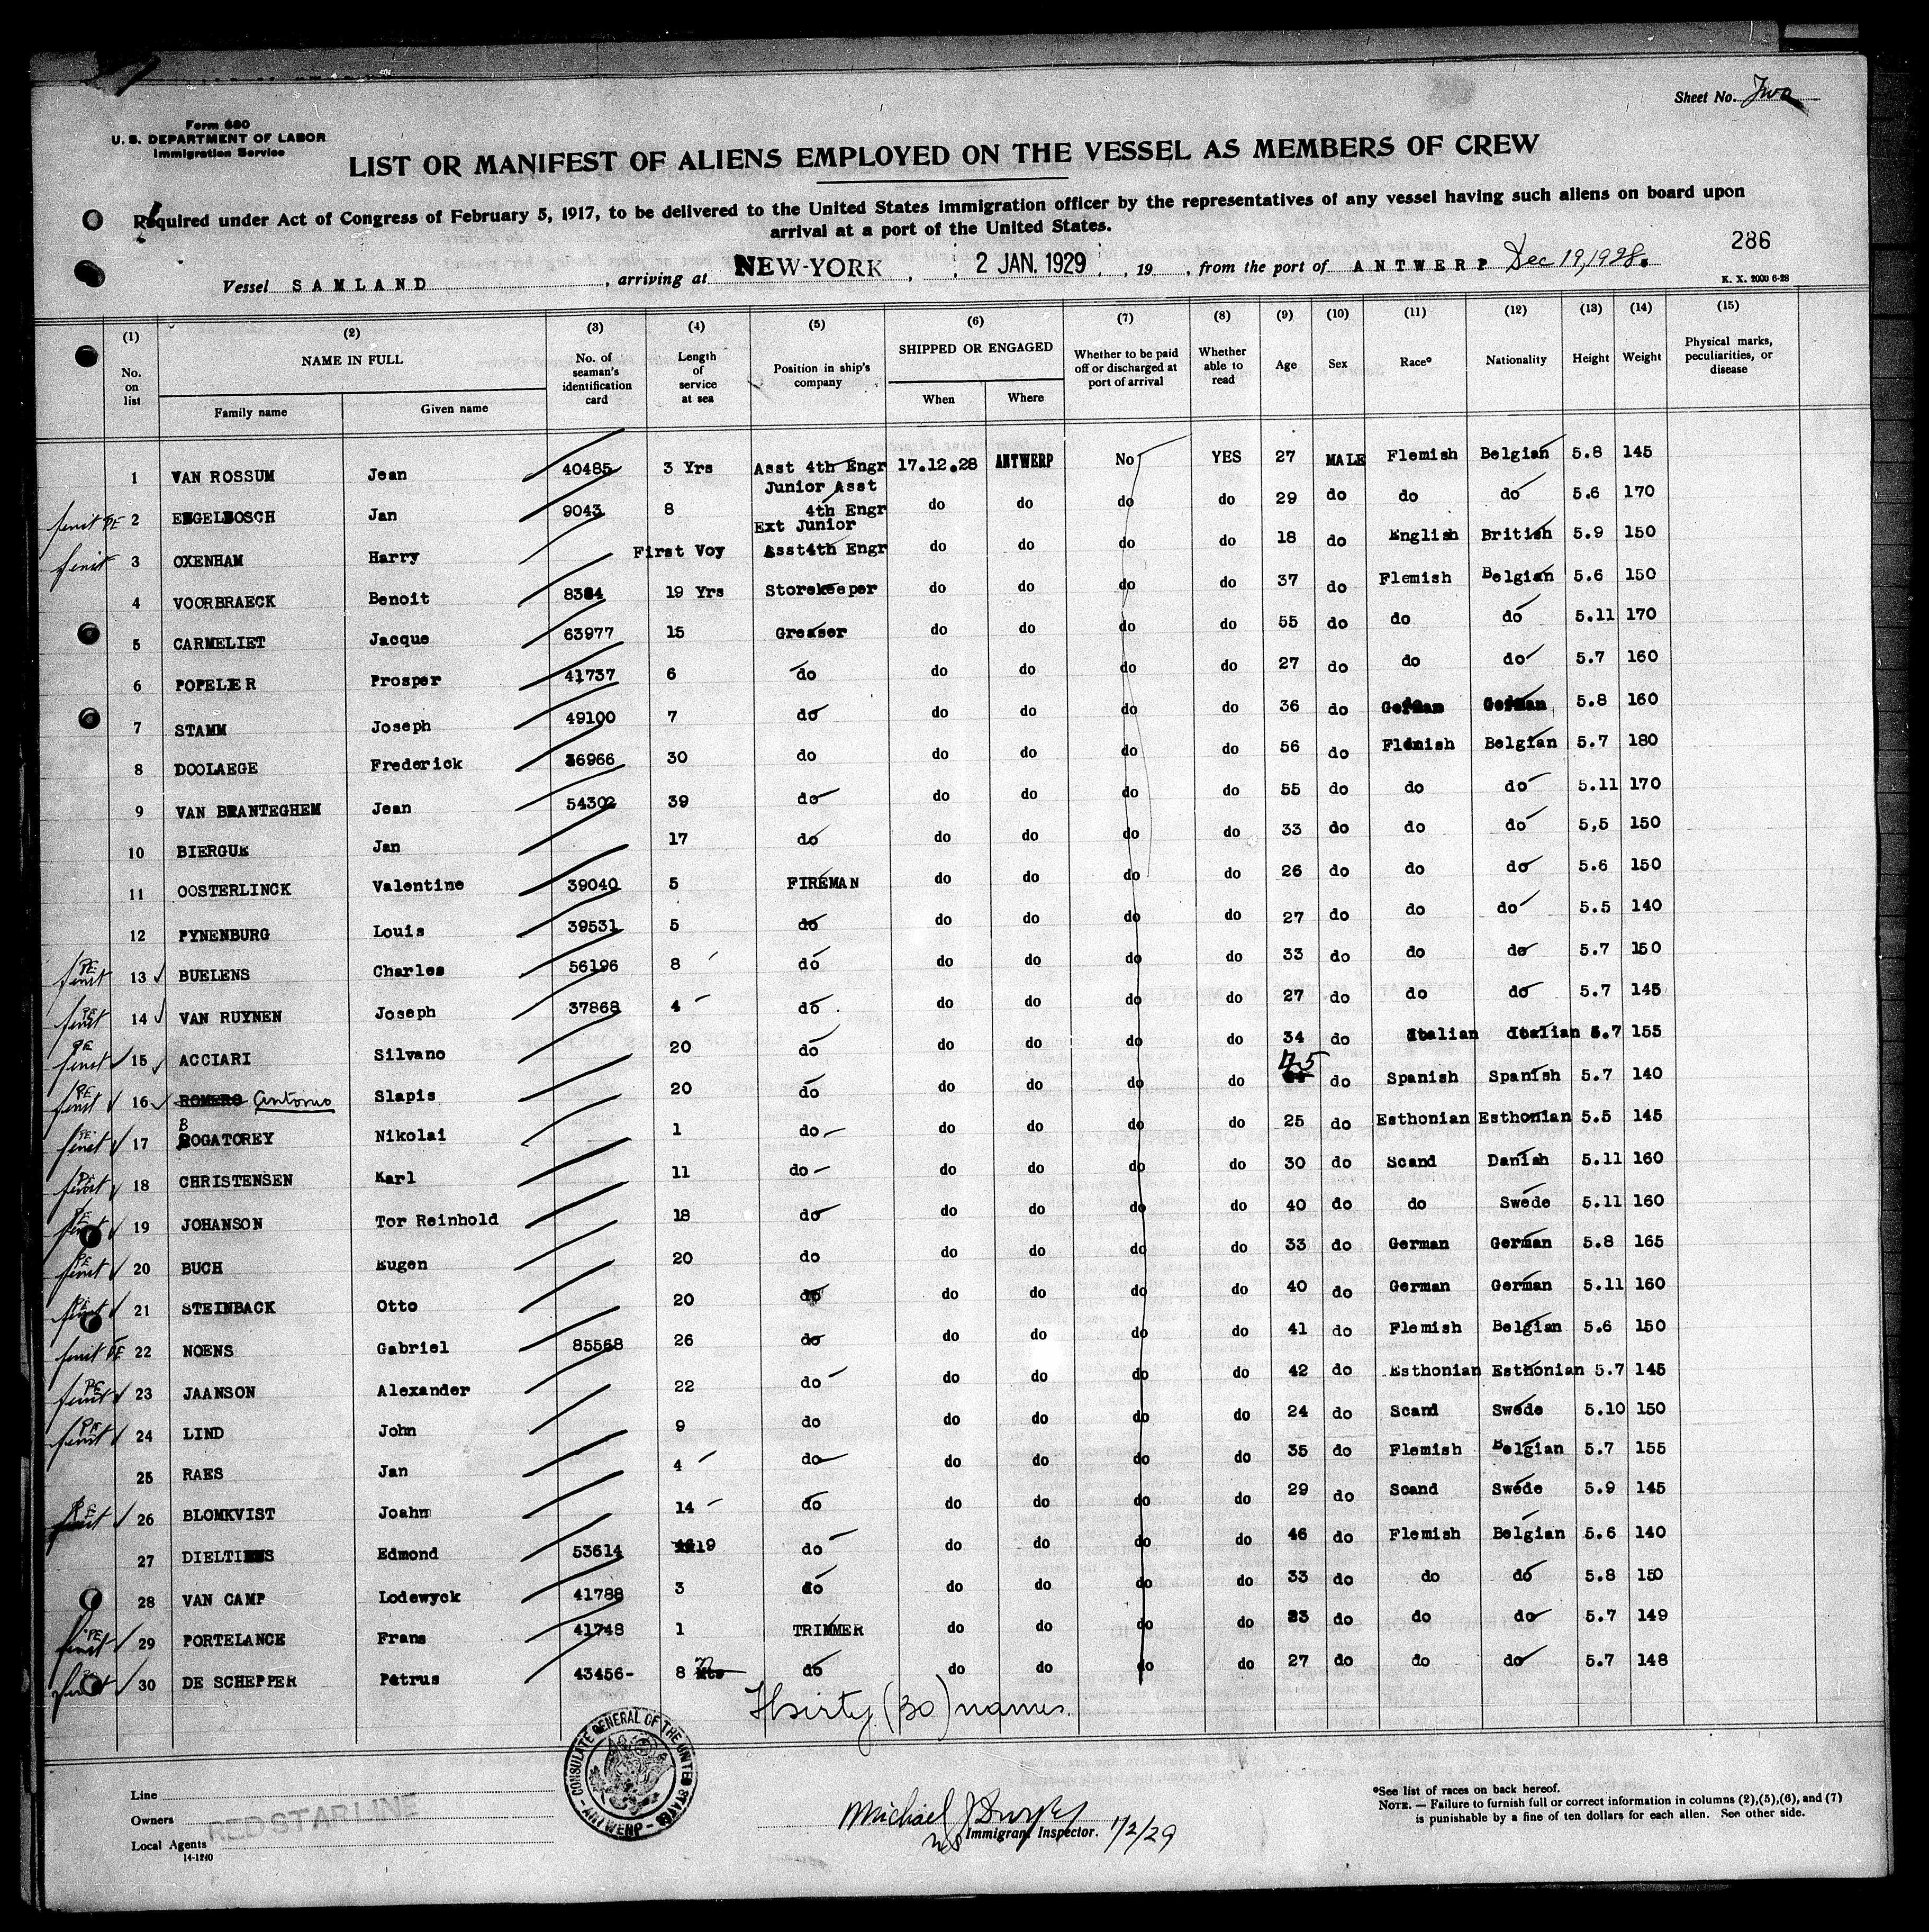 Sheet No. Two
Form 680
U. S. DEPARTMENT OF LABOR
Immigration Service
LIST OR MANIFEST OF ALIENS EMPLOYED ON THE VESSEL AS MEMBERS OF CREW
Required under Act of Congress of February 5, 1917, to be delivered to the United States immigration officer by the representatives of any vessel having such aliens on board upon
arrival at a port of the United States.
286
Vessel SAMLAND, arriving at NEW-YORK, 2 JAN. 1929, 19, from the port of ANTWERP Dec 19, 1928.
K. X. 2000 6-28
(1) (2) (3) (4) (5) (6) (7) (8) (9) (10) (11) (12) (13) (14) (15)
No. on list NAME IN FULL Family name Given name No. of seaman's identification card Length of service at sea Position in ship's company SHIPPED OR ENGAGED When Where Whether to be paid off or discharged at port of arrival Whether able to read Age Sex Race* Nationality Height Weight Physical marks, peculiarities, or disease
1 VAN ROSSUM Jean 40485 3 Yrs Asst 4th Engr 17.12.28 ANTWERP No YES 27 MALE Flemish Belgian 5.8 145
2 ENGELBOSCH Jan 9043 8 Junior Asst 4th Engr do do do do 29 do do do 5.6 170
3 OXENHAM Harry First Voy Ext Junior Asst4th Engr do do do do 18 do English British 5.9 150
4 VOORBRAECK Benoit 8384 19 Yrs Storekeeper do do do do 37 do Flemish Belgian 5.6 150
5 CARMELIET Jacque 63977 15 Greaser do do do do 55 do do do 5.11 170
6 POPELIER Prosper 41737 6 do do do do do 27 do do do 5.7 160
7 STAMM Joseph 49100 7 do do do do do 36 do German German 5.8 160
8 DOOLAEGE Frederick 36966 30 do do do do do 56 do Flemish Belgian 5.7 180
9 VAN BRANTEGHEM Jean 54302 39 do do do do do 55 do do do 5.11 170
10 BIERGUE Jan 17 do do do do do 33 do do do 5,5 150
11 OOSTERLINCK Valentine 39040 5 FIREMAN do do do do 26 do do do 5.6 150
12 PYNENBURG Louis 39531 5 do do do do do 27 do do do 5.5 140
13 BUELENS Charles 56196 8 do do do do do 33 do do do 5.7 150
14 VAN RUYNEN Joseph 37868 4 do do do do do 27 do do do 5.7 145
15 ACCIARI Silvano 20 do do do do do 34 do Italian Italian 5.7 155
16 ROMERO Antonio Slapis 20 do do do do do 45 do Spanish Spanish 5.7 140
17 BOGATOREY Nikolai 1 do do do do do 25 do Esthonian Esthonian 5.5 145
18 CHRISTENSEN Karl 11 do do do do do 30 do Scand Danish 5.11 160
19 JOHANSON Tor Reinhold 18 do do do do do 40 do do Swede 5.11 160
20 BUCH Eugen 20 do do do do do 33 do German German 5.8 165
21 STEINBACK Otto 20 do do do do do 40 do German German 5.11 160
22 NOENS Gabriel 85568 26 do do do do do 41 do Flemish Belgian 5.6 150
23 JAANSON Alexander 22 do do do do do 42 do Esthonian Esthonian 5.7 145
24 LIND John 9 do do do do do 24 do Scand Swede 5.10 150
25 RAES Jan 4 do do do do do 35 do Flemish Belgian 5.7 155
26 BLOMKVIST Joahn 14 do do do do do 29 do Scand Swede 5.9 145
27 DIELTIENS Edmond 53614 19 do do do do do 46 do Flemish Belgian 5.6 140
28 VAN CAMP Lodewyck 41788 3 do do do do do 33 do do do 5.8 150
29 PORTELANCE Frans 41748 1 TRIMMER do do do do 23 do do do 5.7 149
30 DE SCHEPPER Petrus 43456- 8 do do do do do 27 do do do 5.7 148
Thirty (30) names.
CONSULATE GENERAL OF THE UNITED STATES - ANTWERP -
Line
Owners RED STAR LINE
Local Agents
14-1240
Michael J
Immigrant Inspector. 1/2/29
*See list of races on back hereof.
NOTE. — Failure to furnish full or correct information in columns (2), (5), (6), and (7)
is punishable by a fine of ten dollars for each alien. See other side.